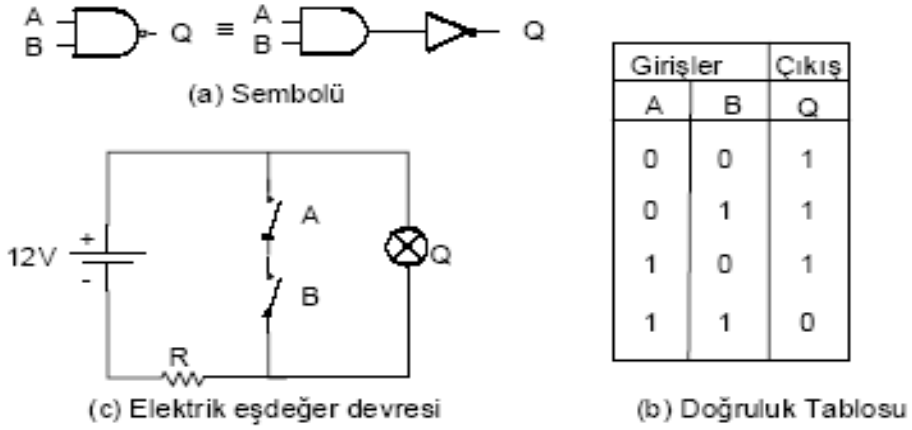 A B Q ≡ A B Q
(a) Sembolü
Girişler Çıkış
A B Q
0 0 1
0 1 1
1 0 1
1 1 0
(b) Doğruluk Tablosu
12V + - A B Q R
(c) Elektrik eşdeğer devresi